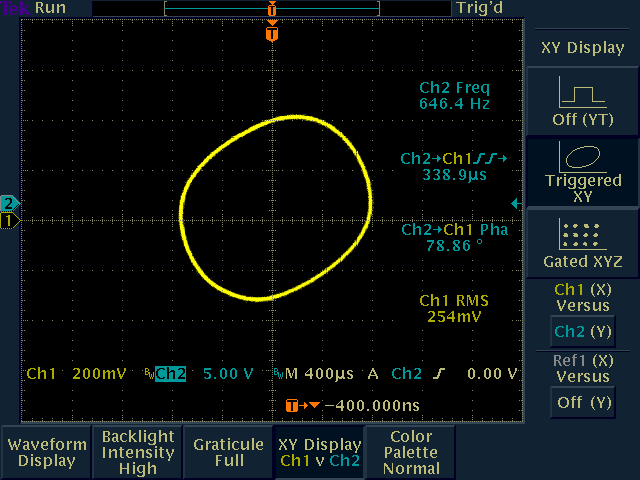 Tek Run Trig'd
T
T
XY Display
Ch2 Freq
646.4 Hz
Off (YT)
Ch2→Ch1
338.9µs
Triggered
XY
2
1
Ch2→Ch1 Pha
78.86 °
Gated XYZ
Ch1 (X)
Versus
Ch2 (Y)
Ch1 RMS
254mV
Ref1 (X)
Versus
Off (Y)
Ch1 200mV BW Ch2 5.00 V BW M 400µs A Ch2 0.00 V
T→▼ −400.000ns
Waveform
Display
Backlight
Intensity
High
Graticule
Full
XY Display
Ch1 v Ch2
Color
Palette
Normal